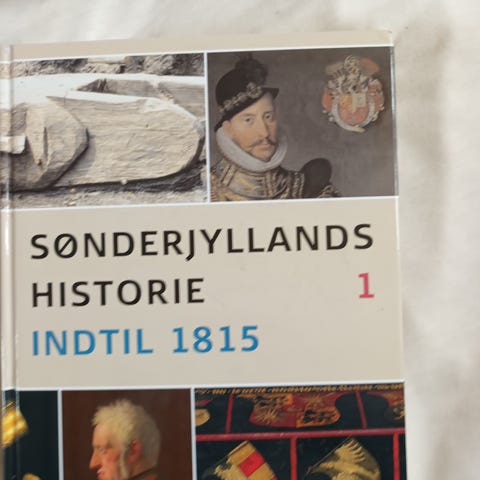 SØNDERJYLLANDS
HISTORIE 1
INDTIL 1815